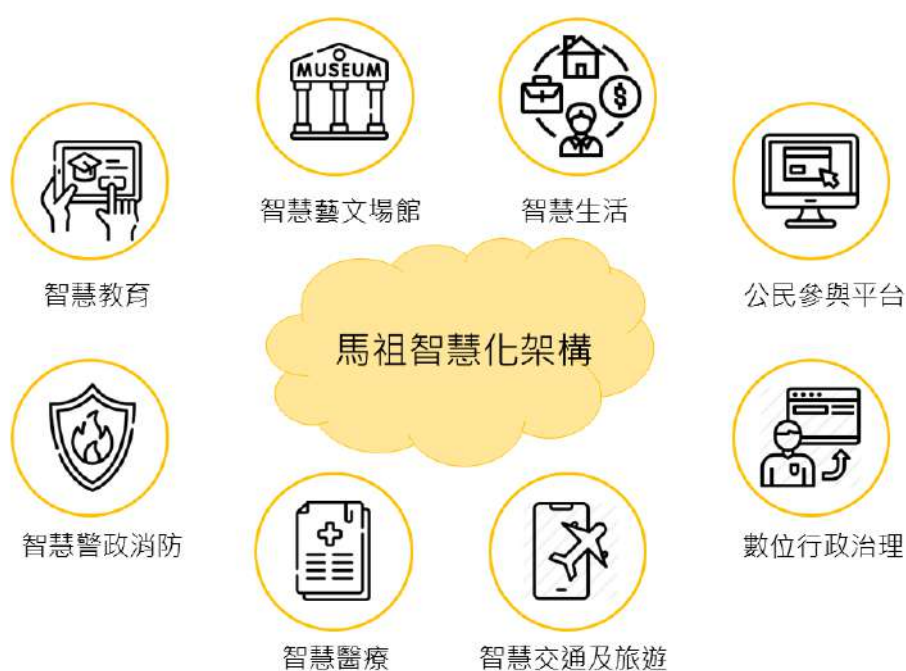 MUSEUM
智慧藝文場館
$
智慧生活
智慧教育
公民參與平台
馬祖智慧化架構
智慧警政消防
數位行政治理
智慧醫療
智慧交通及旅遊